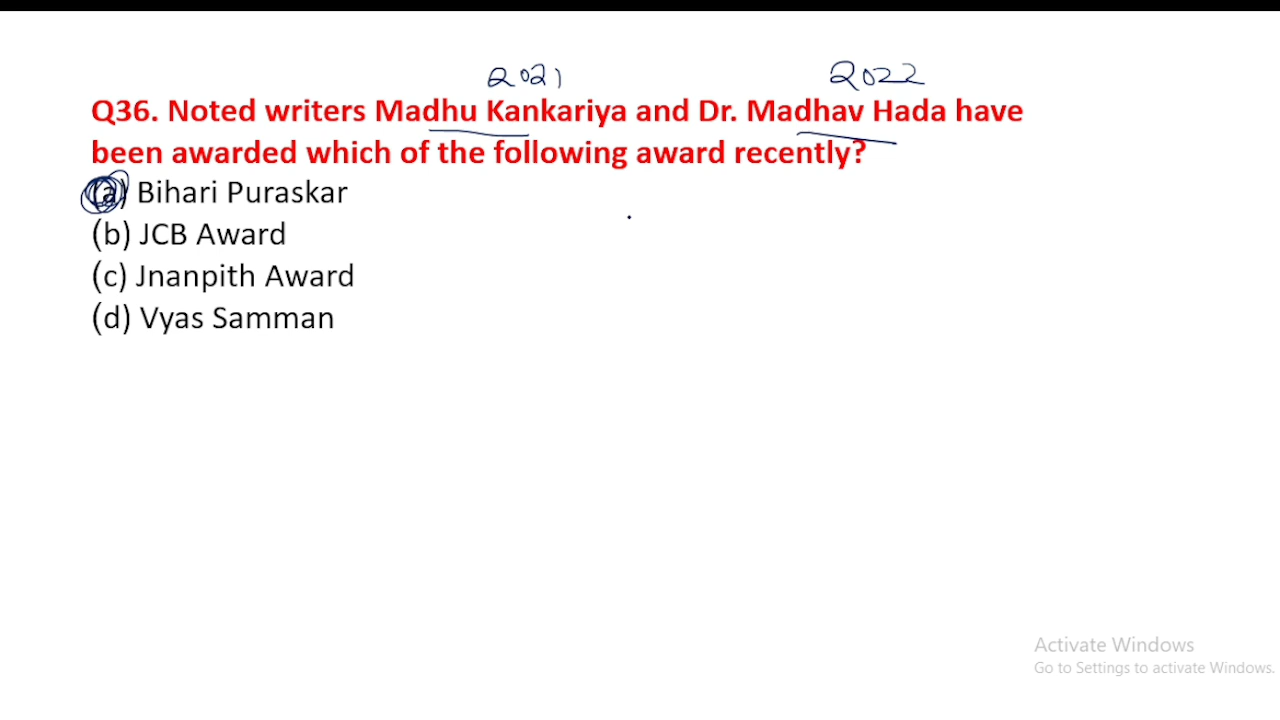 2021 2022
Q36. Noted writers Madhu Kankariya and Dr. Madhav Hada have
been awarded which of the following award recently?
(a) Bihari Puraskar
(b) JCB Award
(c) Jnanpith Award
(d) Vyas Samman
Activate Windows
Go to Settings to activate Windows.